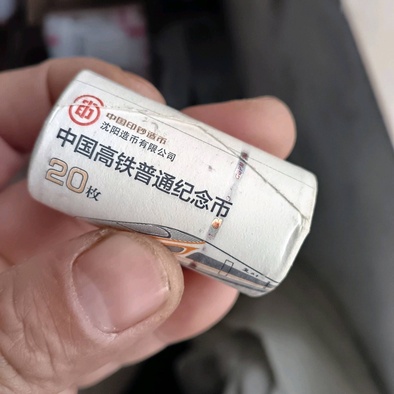 中国印钞造币
沈阳造币有限公司
中国高铁普通纪念币
20枚